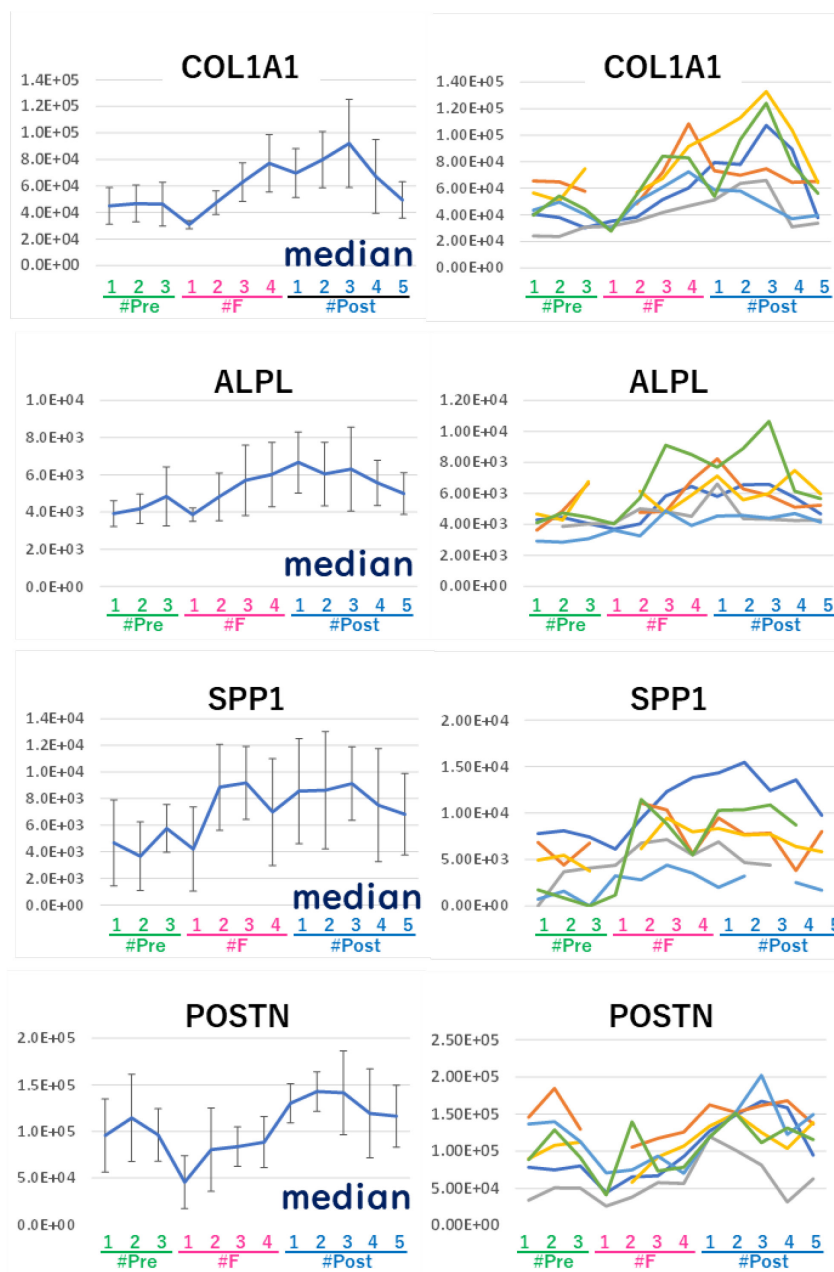 COL1A1
1.4E+05
1.2E+05
1.0E+05
8.0E+04
6.0E+04
4.0E+04
2.0E+04
0.0E+00
median
1 2 3 1 2 3 4 1 2 3 4 5
#Pre #F #Post
COL1A1
1.40E+05
1.20E+05
1.00E+05
8.00E+04
6.00E+04
4.00E+04
2.00E+04
0.00E+00
1 2 3 1 2 3 4 1 2 3 4 5
#Pre #F #Post
ALPL
1.0E+04
8.0E+03
6.0E+03
4.0E+03
2.0E+03
0.0E+00
median
1 2 3 1 2 3 4 1 2 3 4 5
#Pre #F #Post
ALPL
1.20E+04
1.00E+04
8.00E+03
6.00E+03
4.00E+03
2.00E+03
0.00E+00
1 2 3 1 2 3 4 1 2 3 4 5
#Pre #F #Post
SPP1
1.4E+04
1.2E+04
1.0E+04
8.0E+03
6.0E+03
4.0E+03
2.0E+03
0.0E+00
median
1 2 3 1 2 3 4 1 2 3 4 5
#Pre #F #Post
SPP1
2.00E+04
1.50E+04
1.00E+04
5.00E+03
0.00E+00
1 2 3 1 2 3 4 1 2 3 4 5
#Pre #F #Post
POSTN
2.0E+05
1.5E+05
1.0E+05
5.0E+04
0.0E+00
median
1 2 3 1 2 3 4 1 2 3 4 5
#Pre #F #Post
POSTN
2.50E+05
2.00E+05
1.50E+05
1.00E+05
5.00E+04
0.00E+00
1 2 3 1 2 3 4 1 2 3 4 5
#Pre #F #Post